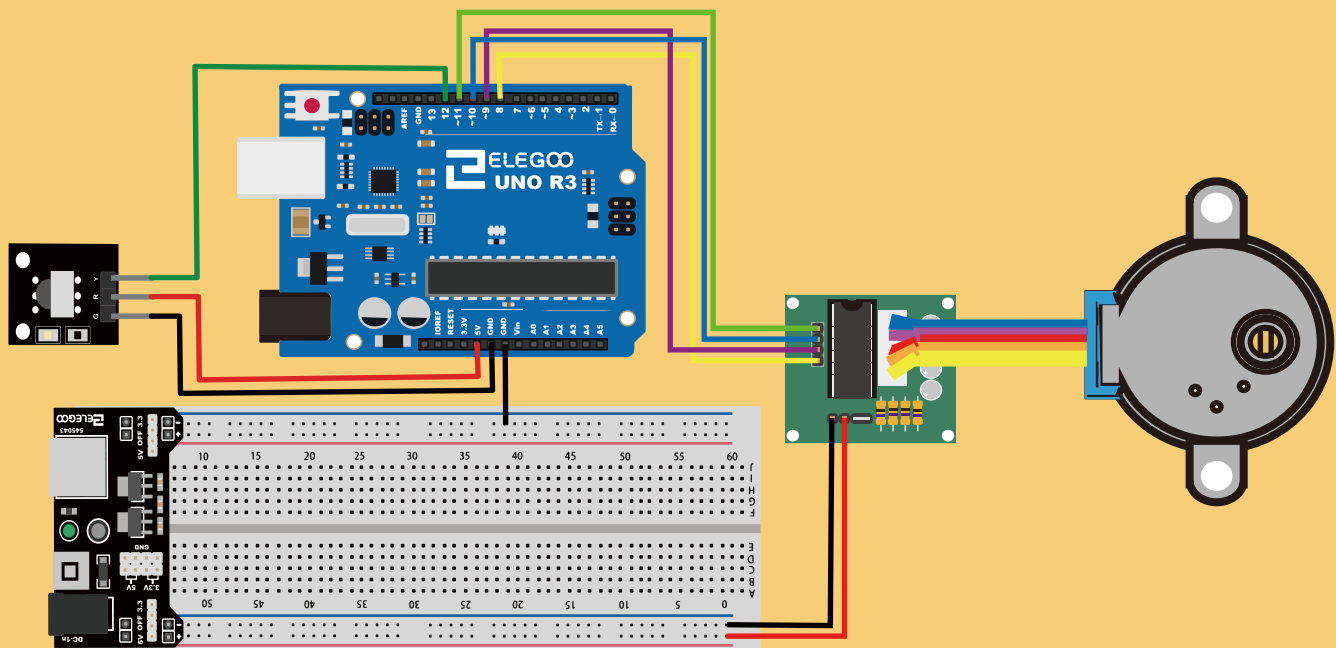 AREF
GND
13
12
~11
~10
~9
8
7
~6
~5
4
~3
2
TX→1
RX←0
ELEGOO
UNO R3
IOREF
RESET
3.3V
5V
GND
GND
Vin
A0
A1
A2
A3
A4
A5
Y
R
G
ELEGOO
545043
5V OFF 3.3
- +
10 15 20 25 30 35 40 45 50 55 60
J
I
H
G
F
GND
5V 3.3V
E
D
C
B
A
50 45 40 35 30 25 20 15 10 5 0
5V OFF 3.3
- +